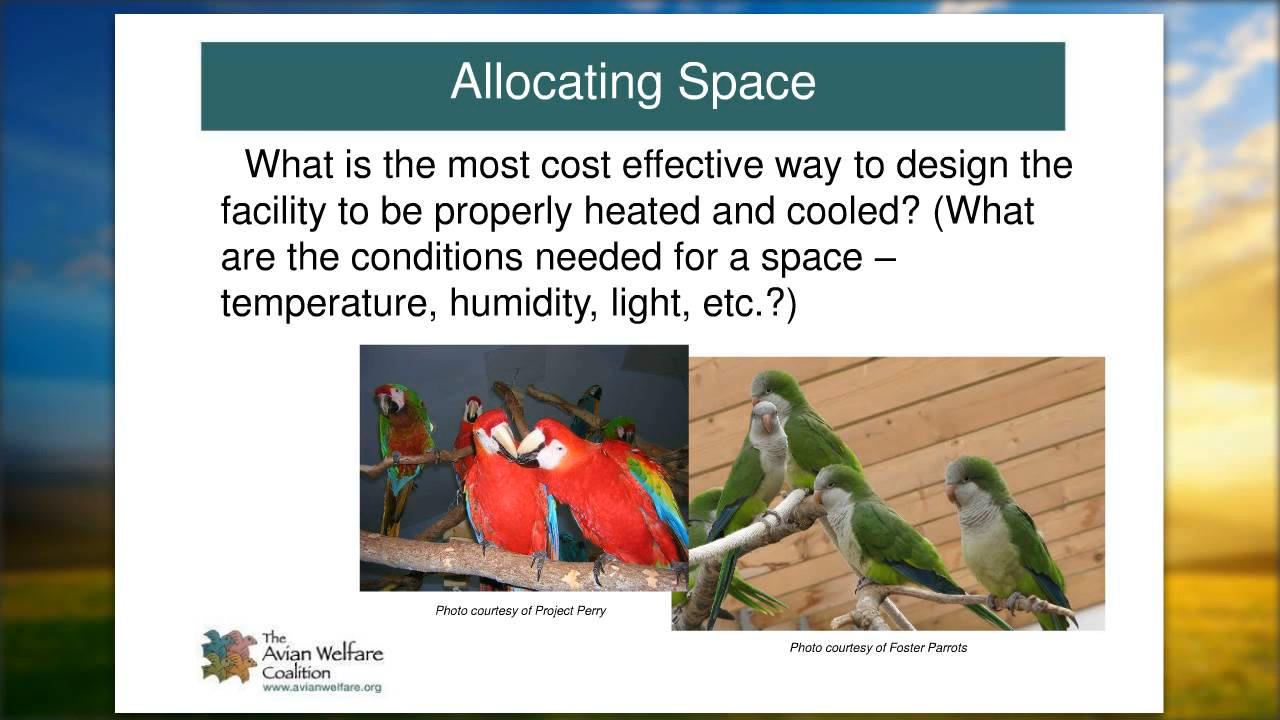 Allocating Space
What is the most cost effective way to design the
facility to be properly heated and cooled? (What
are the conditions needed for a space –
temperature, humidity, light, etc.?)
Photo courtesy of Project Perry
Photo courtesy of Foster Parrots
The
Avian Welfare
Coalition
www.avianwelfare.org